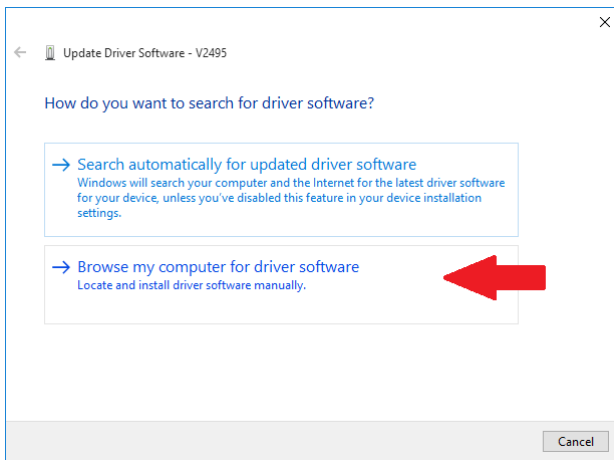 Update Driver Software - V2495
How do you want to search for driver software?
Search automatically for updated driver software
Windows will search your computer and the Internet for the latest driver software
for your device, unless you've disabled this feature in your device installation
settings.
Browse my computer for driver software
Locate and install driver software manually.
Cancel